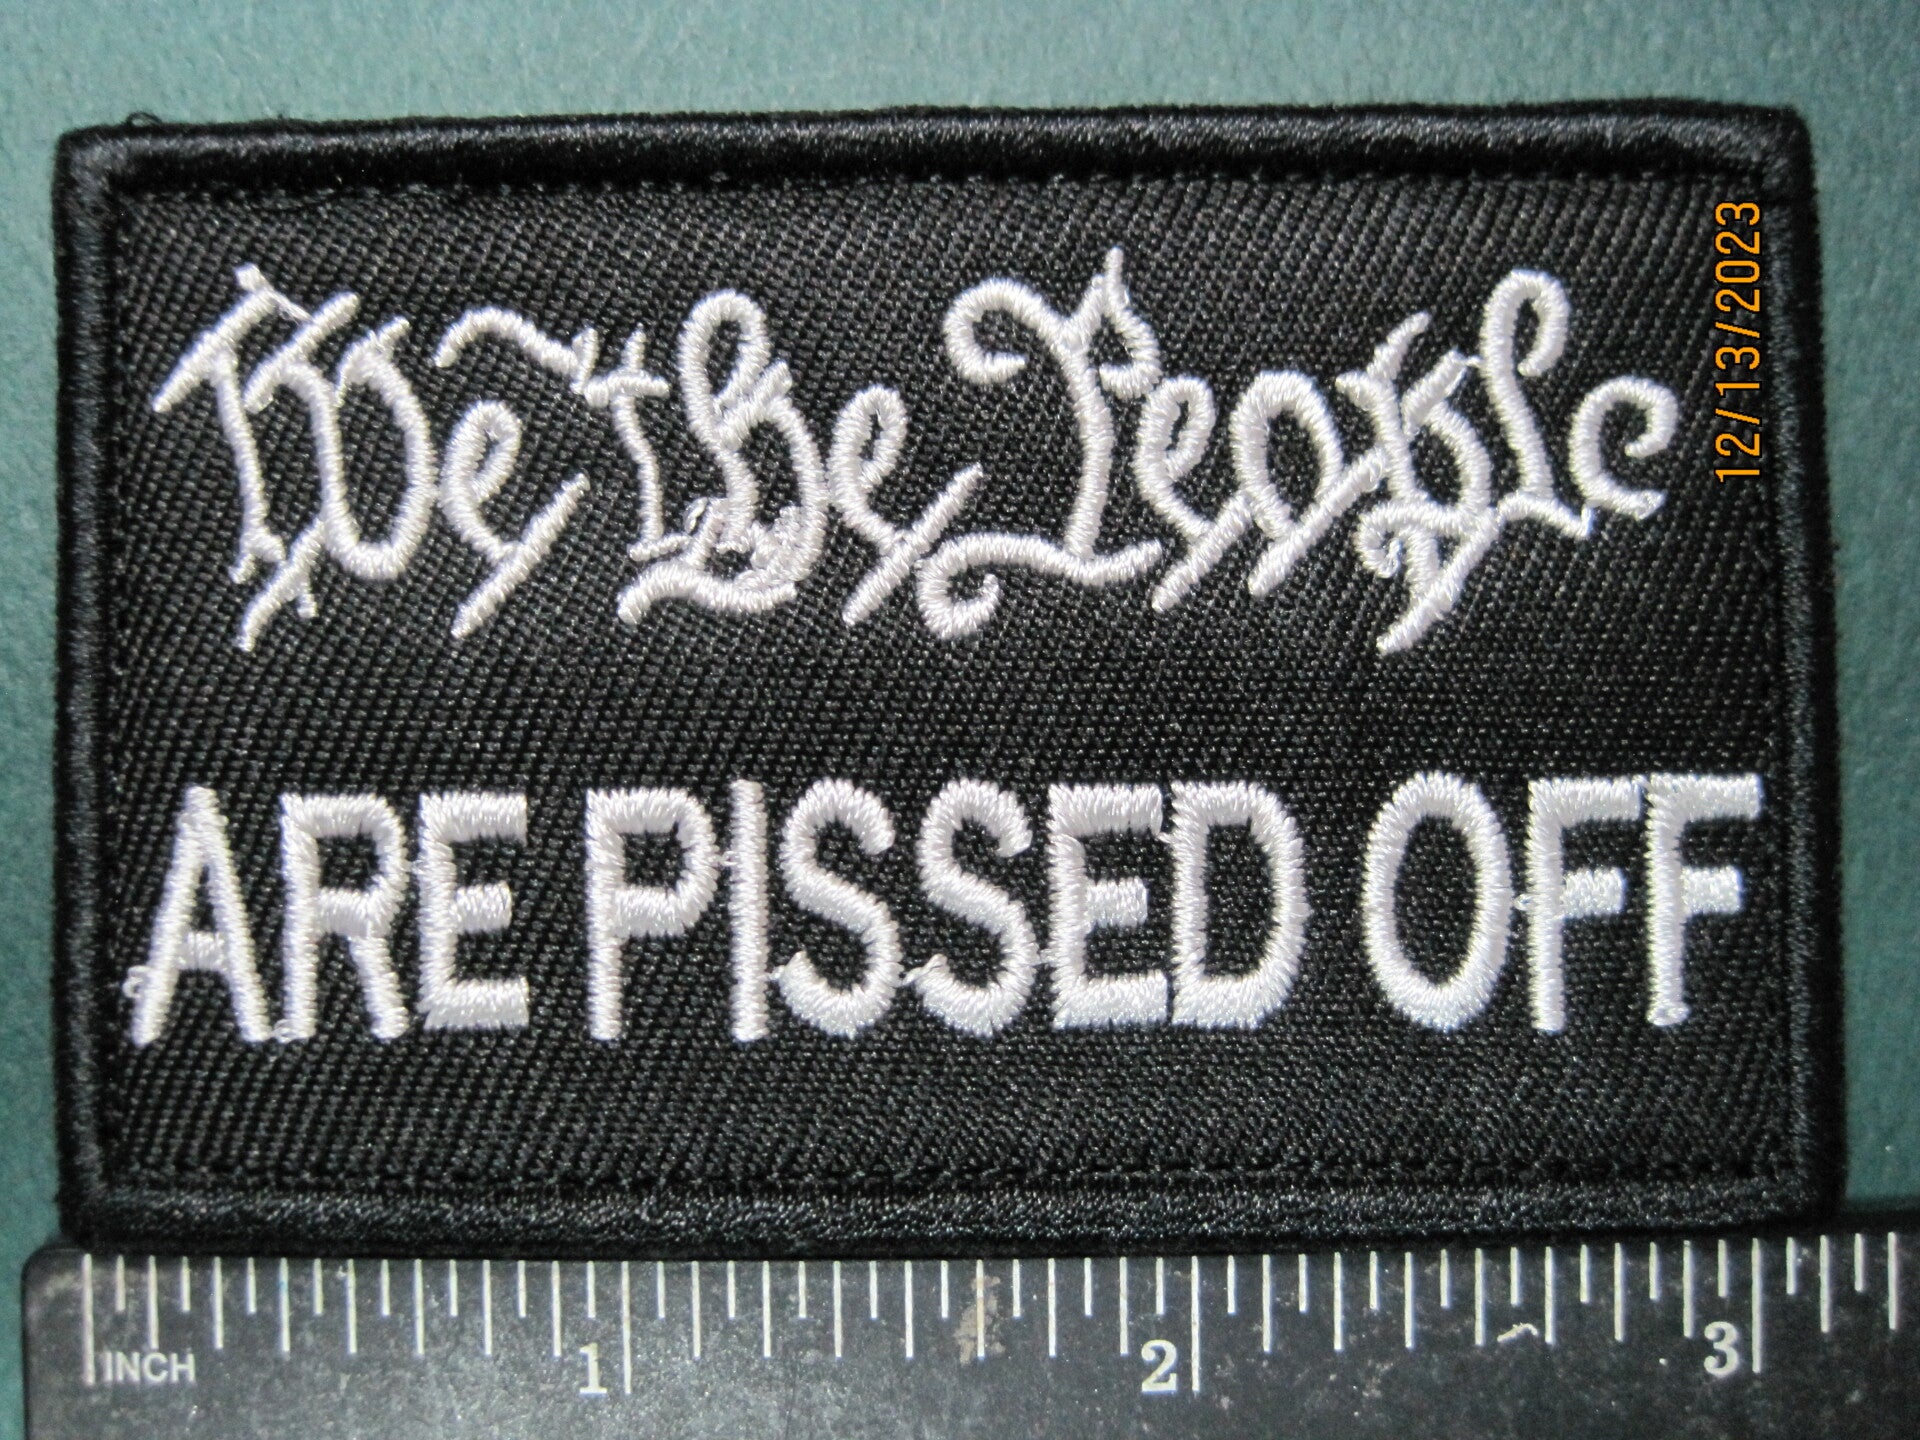 We the People
ARE PISSED OFF
12/13/2023
INCH 1 2 3